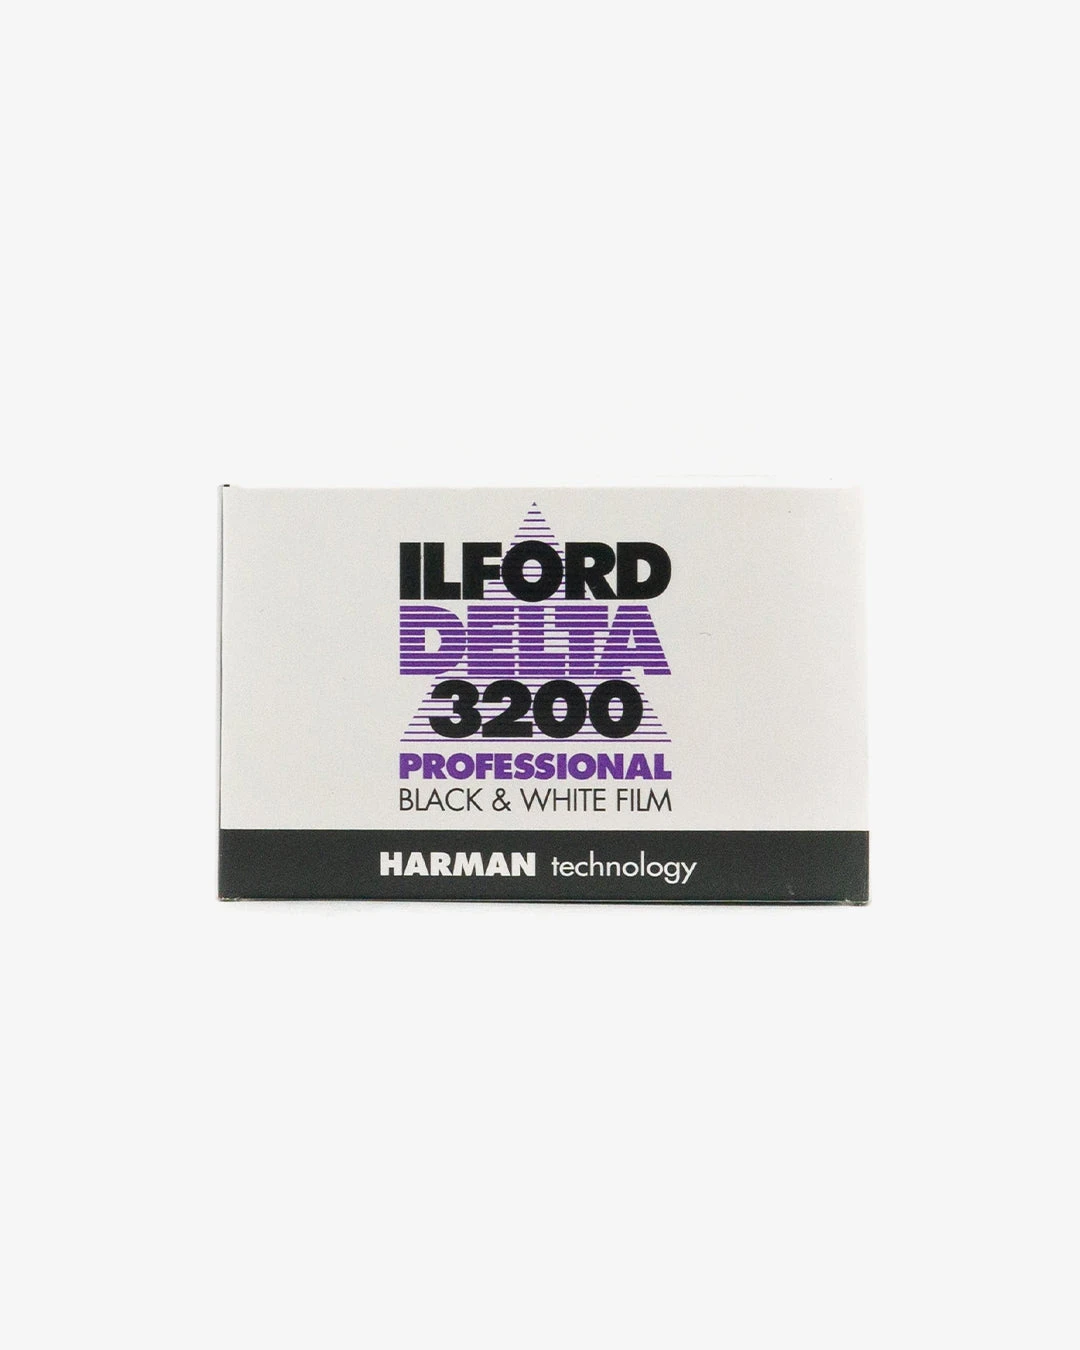 ILFORD
DELTA
3200
PROFESSIONAL
BLACK & WHITE FILM
HARMAN technology